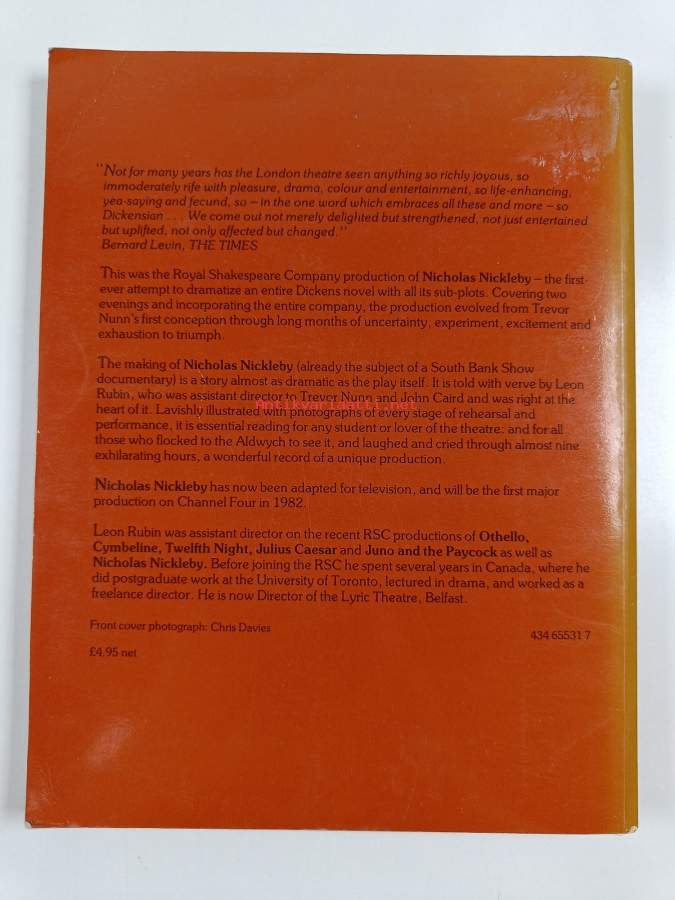 "Not for many years has the London theatre seen anything so richly joyous, so
immoderately rife with pleasure, drama, colour and entertainment, so life-enhancing,
yea-saying and fecund, so – in the one word which embraces all these and more – so
Dickensian . . . We come out not merely delighted but strengthened, not just entertained
but uplifted, not only affected but changed."
Bernard Levin, THE TIMES
This was the Royal Shakespeare Company production of Nicholas Nickleby – the first-
ever attempt to dramatize an entire Dickens novel with all its sub-plots. Covering two
evenings and incorporating the entire company, the production evolved from Trevor
Nunn's first conception through long months of uncertainty, experiment, excitement and
exhaustion to triumph.
The making of Nicholas Nickleby (already the subject of a South Bank Show
documentary) is a story almost as dramatic as the play itself. It is told with verve by Leon
Rubin, who was assistant director to Trevor Nunn and John Caird and was right at the
heart of it. Lavishly illustrated with photographs of every stage of rehearsal and
performance, it is essential reading for any student or lover of the theatre: and for all
those who flocked to the Aldwych to see it, and laughed and cried through almost nine
exhilarating hours, a wonderful record of a unique production.
Nicholas Nickleby has now been adapted for television, and will be the first major
production on Channel Four in 1982.
Leon Rubin was assistant director on the recent RSC productions of Othello,
Cymbeline, Twelfth Night, Julius Caesar and Juno and the Paycock as well as
Nicholas Nickleby. Before joining the RSC he spent several years in Canada, where he
did postgraduate work at the University of Toronto, lectured in drama, and worked as a
freelance director. He is now Director of the Lyric Theatre, Belfast.
Front cover photograph: Chris Davies
434 65531 7
£4.95 net